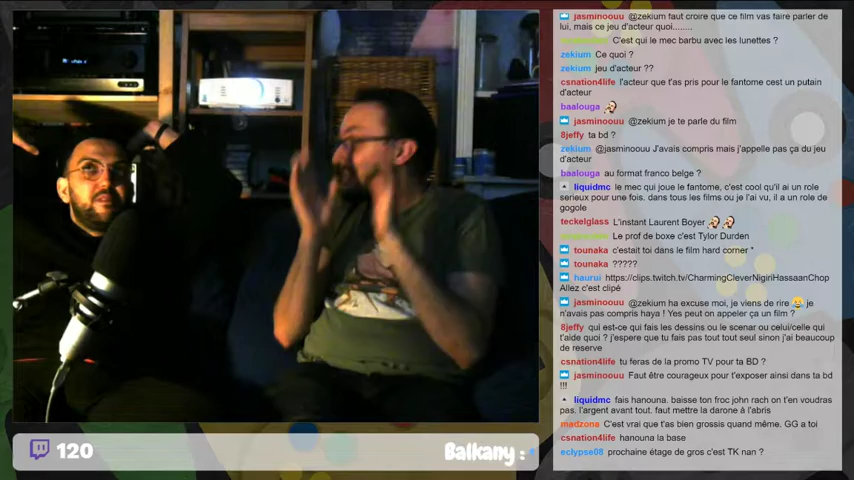 jasminoouu @zekium faut croire que ce film vas faire parler de
lui, mais ce jeu d'acteur quoi........
C'est qui le mec barbu avec les lunettes ?
zekium Ce quoi ?
zekium jeu d'acteur ??
csnation4life l'acteur que t'as pris pour le fantome cest un putain
d'acteur
baalouga
jasminoouu @zekium je te parle du film
8jeffy ta bd ?
zekium @jasminoouu J'avais compris mais j'appelle pas ça du jeu
d'acteur
baalouga au format franco belge ?
liquidmc le mec qui joue le fantome, c'est cool qu'il ai un role
serieux pour une fois. dans tous les films ou je l'ai vu, il a un role de
gogole
teckelglass L'instant Laurent Boyer
Le prof de boxe c'est Tylor Durden
tounaka c'etait toi dans le film hard corner *
tounaka ?????
haurui https://clips.twitch.tv/CharmingCleverNigiriHassaanChop
Allez c'est clipé
jasminoouu @zekium ha excuse moi, je viens de rire je
n'avais pas compris haya ! Yes peut on appeler ça un film ?
8jeffy qui est-ce qui fais les dessins ou le scenar ou celui/celle qui
t'aide quoi ? j'espere que tu fais pas tout tout seul sinon j'ai beaucoup
de reserve
csnation4life tu feras de la promo TV pour ta BD ?
jasminoouu Faut être courageux pour t'exposer ainsi dans ta bd
!!!
liquidmc fais hanouna. baisse ton froc john rach on t'en voudras
pas. l'argent avant tout. faut mettre la darone à l'abris
madzona C'est vrai que t'as bien grossis quand même. GG a toi
csnation4life hanouna la base
eclypse08 prochaine étage de gros c'est TK nan ?
120
Balkany :